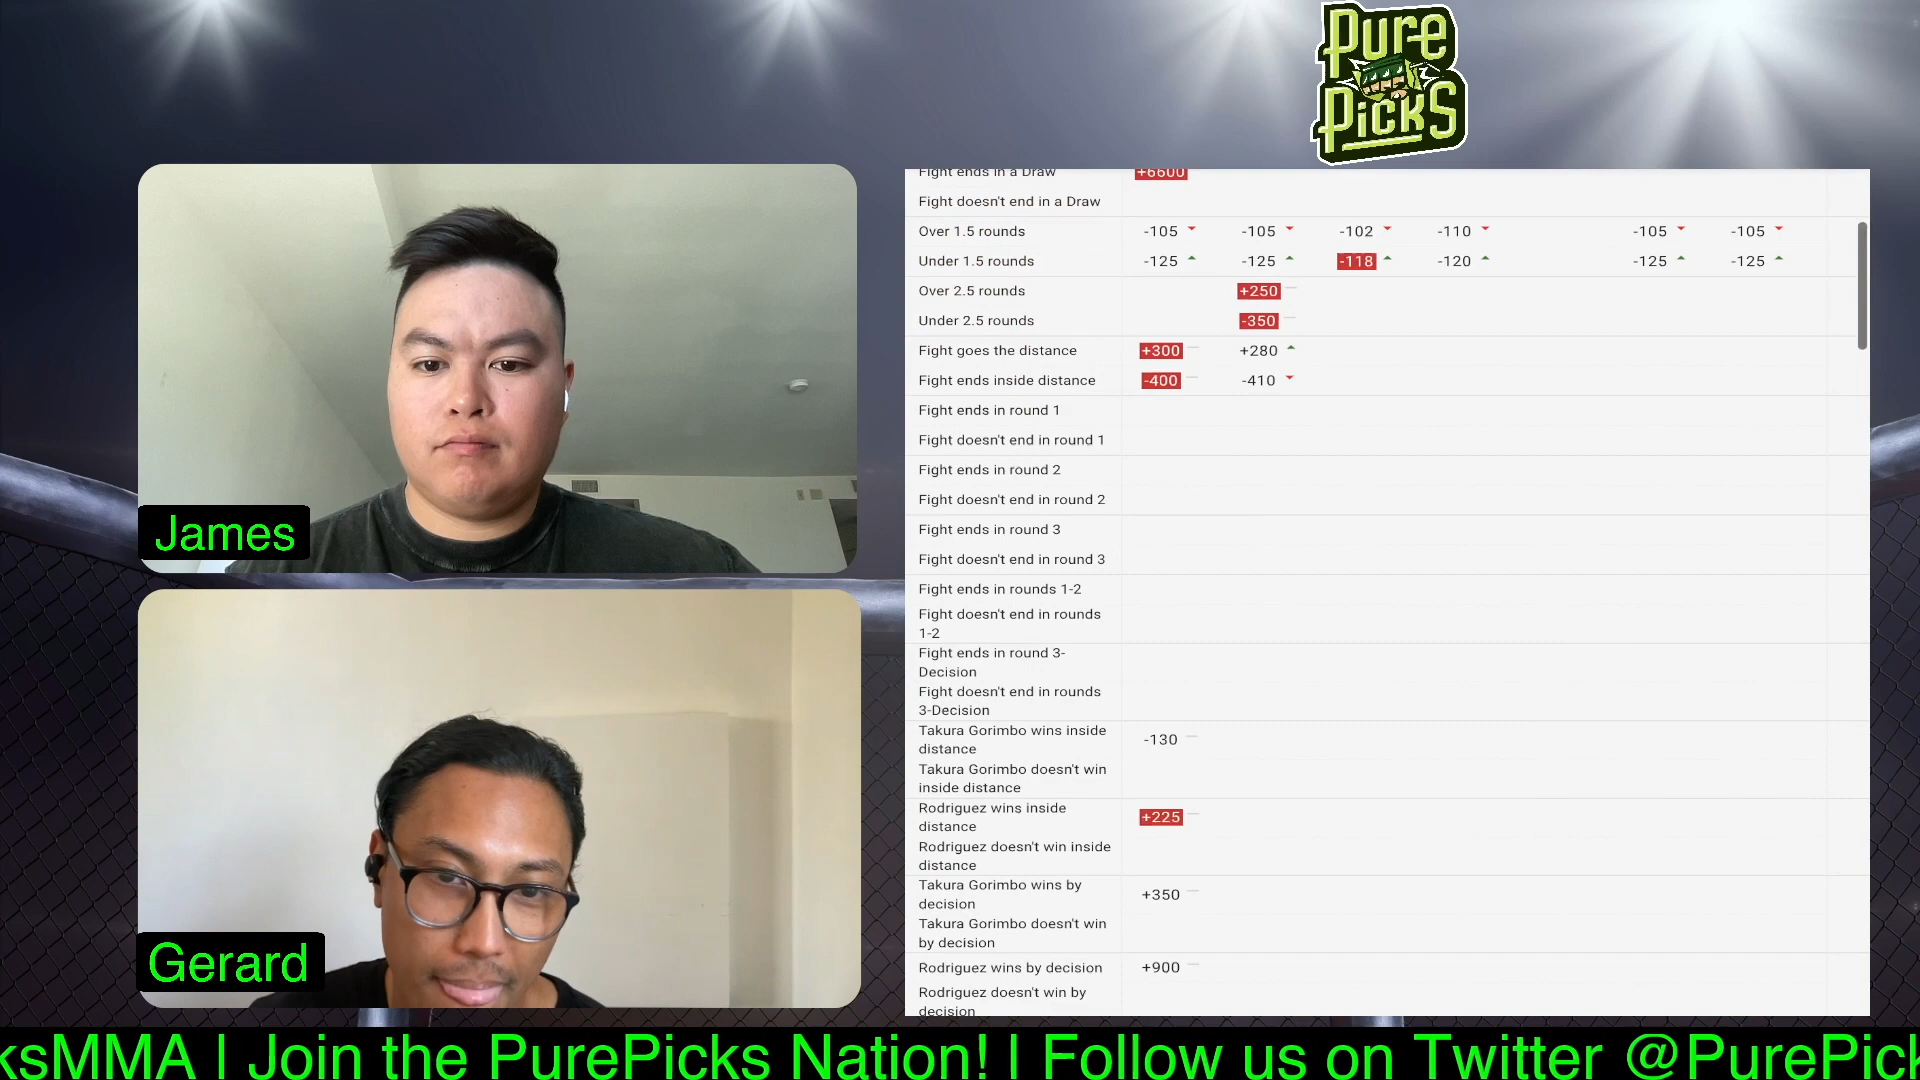 Pure
Picks
James
Gerard
Fight ends in a Draw +6600
Fight doesn't end in a Draw
Over 1.5 rounds -105 -105 -102 -110 -105 -105
Under 1.5 rounds -125 -125 -118 -120 -125 -125
Over 2.5 rounds +250
Under 2.5 rounds -350
Fight goes the distance +300 +280
Fight ends inside distance -400 -410
Fight ends in round 1
Fight doesn't end in round 1
Fight ends in round 2
Fight doesn't end in round 2
Fight ends in round 3
Fight doesn't end in round 3
Fight ends in rounds 1-2
Fight doesn't end in rounds
1-2
Fight ends in round 3-
Decision
Fight doesn't end in rounds
3-Decision
Takura Gorimbo wins inside
distance -130
Takura Gorimbo doesn't win
inside distance
Rodriguez wins inside
distance +225
Rodriguez doesn't win inside
distance
Takura Gorimbo wins by
decision +350
Takura Gorimbo doesn't win
by decision
Rodriguez wins by decision +900
Rodriguez doesn't win by
decision
ksMMA | Join the PurePicks Nation! | Follow us on Twitter @PurePick